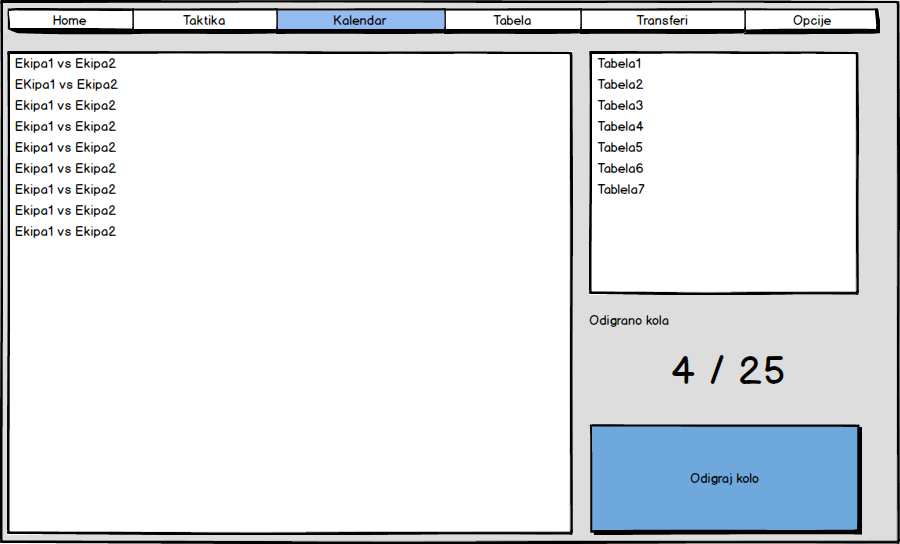 Home Taktika Kalendar Tabela Transferi Opcije
Ekipa1 vs Ekipa2
EKipa1 vs Ekipa2
Ekipa1 vs Ekipa2
Ekipa1 vs Ekipa2
Ekipa1 vs Ekipa2
Ekipa1 vs Ekipa2
Ekipa1 vs Ekipa2
Ekipa1 vs Ekipa2
Ekipa1 vs Ekipa2
Tabela1
Tabela2
Tabela3
Tabela4
Tabela5
Tabela6
Tablela7
Odigrano kola
4 / 25
Odigraj kolo